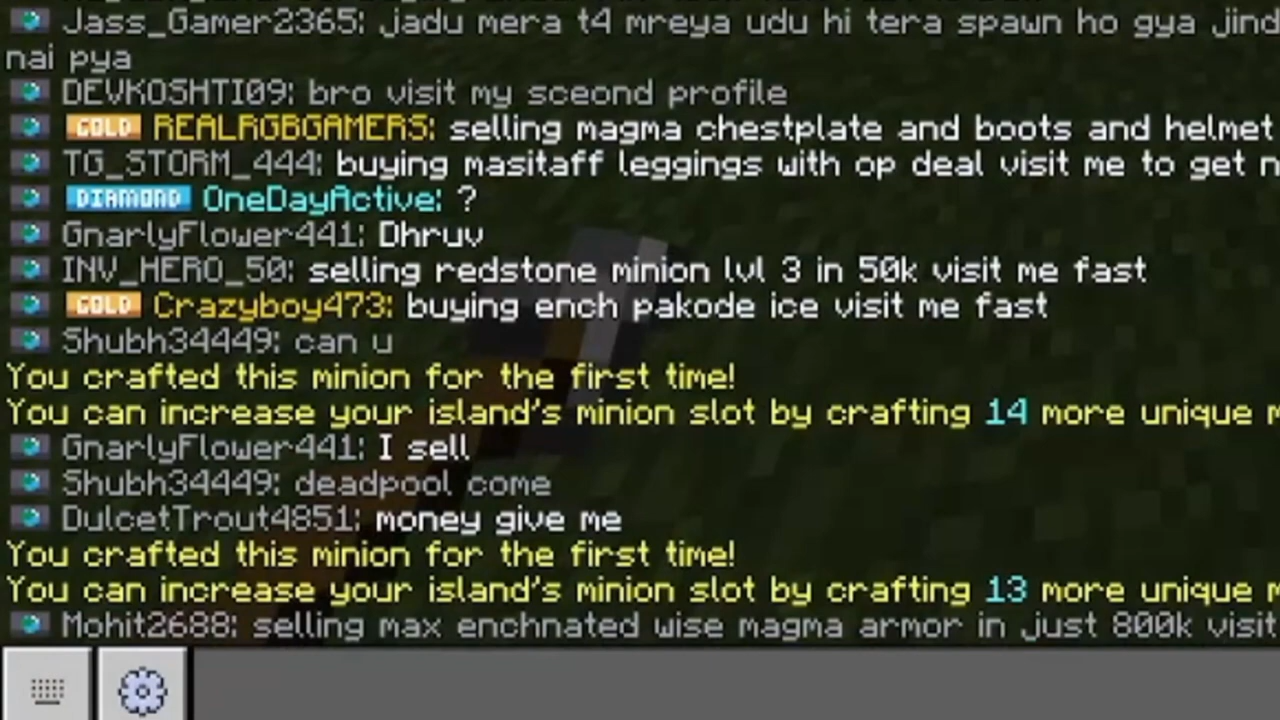 Jass_Gamer2365: jadu mera t4 mreya udu hi tera spawn ho gya jind
nai pya
DEVKOSHTI09: bro visit my sceond profile
GOLD REALRGBGAMERS: selling magma chestplate and boots and helmet
TG_STORM_444: buying masitaff leggings with op deal visit me to get n
DIAMOND OneDayActive: ?
GnarlyFlower441: Dhruv
INV_HERO_50: selling redstone minion lvl 3 in 50k visit me fast
GOLD Crazyboy473: buying ench pakode ice visit me fast
Shubh34449: can u
You crafted this minion for the first time!
You can increase your island's minion slot by crafting 14 more unique m
GnarlyFlower441: I sell
Shubh34449: deadpool come
DulcetTrout4851: money give me
You crafted this minion for the first time!
You can increase your island's minion slot by crafting 13 more unique m
Mohit2688: selling max enchnated wise magma armor in just 800k visit